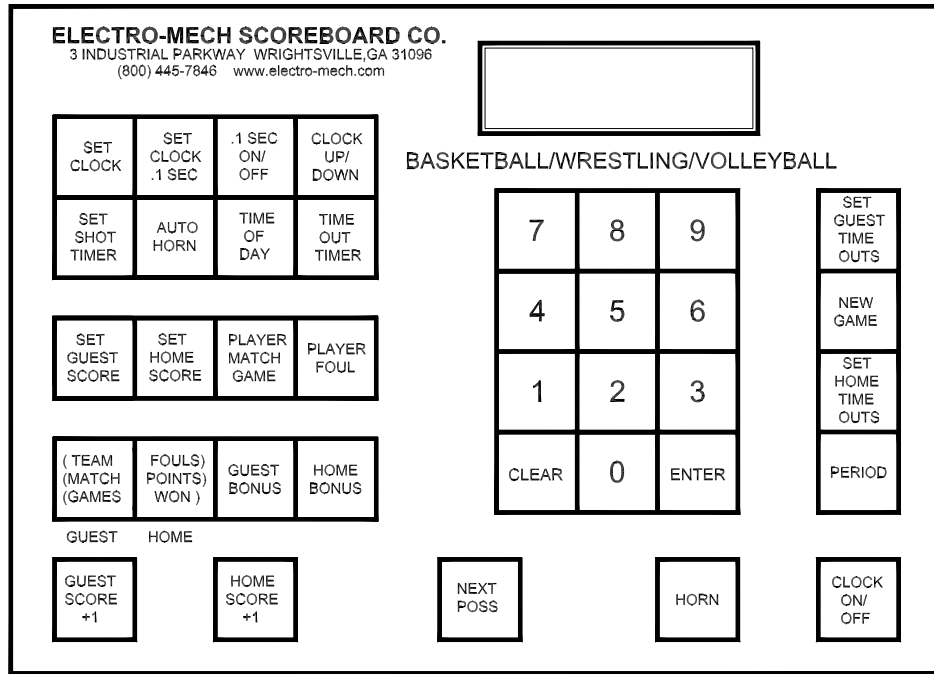 ELECTRO-MECH SCOREBOARD CO.
3 INDUSTRIAL PARKWAY WRIGHTSVILLE,GA 31096
(800) 445-7846 www.electro-mech.com
SET
CLOCK
SET
CLOCK
.1 SEC
.1 SEC
ON/
OFF
CLOCK
UP/
DOWN
SET
SHOT
TIMER
AUTO
HORN
TIME
OF
DAY
TIME
OUT
TIMER
SET
GUEST
SCORE
SET
HOME
SCORE
PLAYER
MATCH
GAME
PLAYER
FOUL
( TEAM FOULS)
(MATCH POINTS)
(GAMES WON )
GUEST
BONUS
HOME
BONUS
GUEST HOME
GUEST
SCORE
+1
HOME
SCORE
+1
BASKETBALL/WRESTLING/VOLLEYBALL
7 8 9
4 5 6
1 2 3
CLEAR 0 ENTER
SET
GUEST
TIME
OUTS
NEW
GAME
SET
HOME
TIME
OUTS
PERIOD
NEXT
POSS
HORN
CLOCK
ON/
OFF